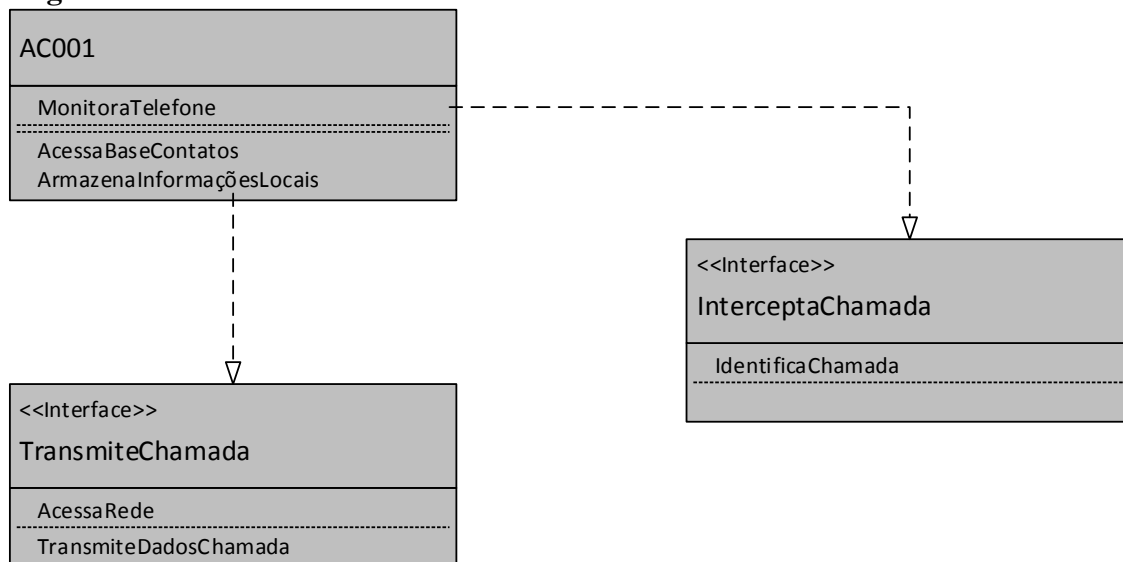 AC001
MonitoraTelefone
AcessaBaseContatos
ArmazenaInformaçõesLocais
<<Interface>>
InterceptaChamada
IdentificaChamada
<<Interface>>
TransmiteChamada
AcessaRede
TransmiteDadosChamada